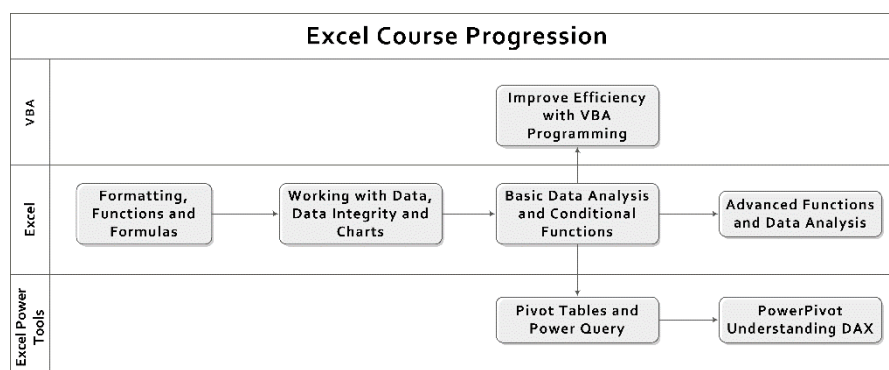 Excel Course Progression
VBA
Improve Efficiency
with VBA
Programming
Excel
Formatting,
Functions and
Formulas
Working with Data,
Data Integrity and
Charts
Basic Data Analysis
and Conditional
Functions
Advanced Functions
and Data Analysis
Excel Power
Tools
Pivot Tables and
Power Query
PowerPivot
Understanding DAX